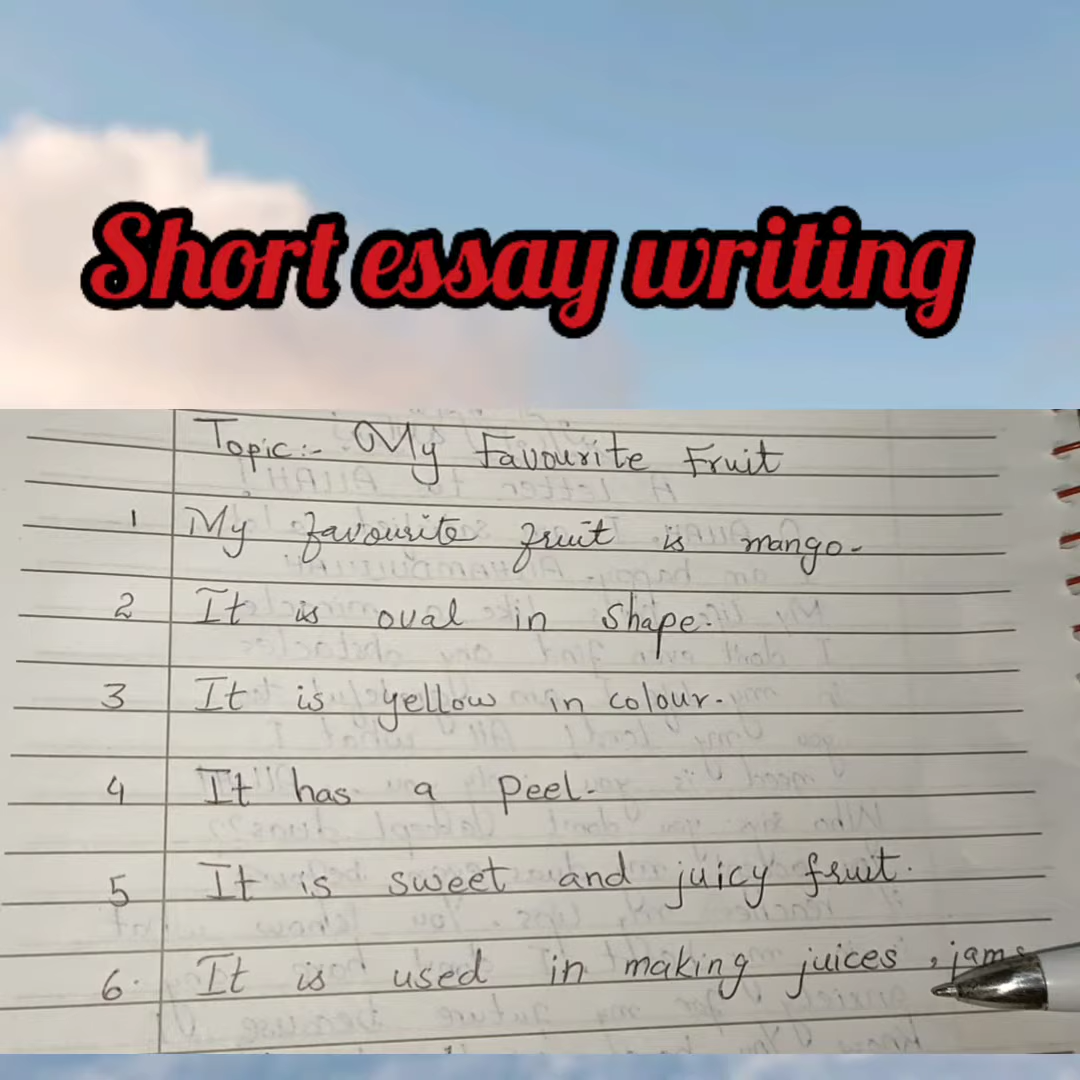 Short essay writing
Topic:- My Favourite Fruit
1 My favourite fruit is mango.
2 It is oval in shape.
3 It is yellow in colour.
4 It has a peel.
5 It is sweet and juicy fruit.
6. It is used in making juices, jams